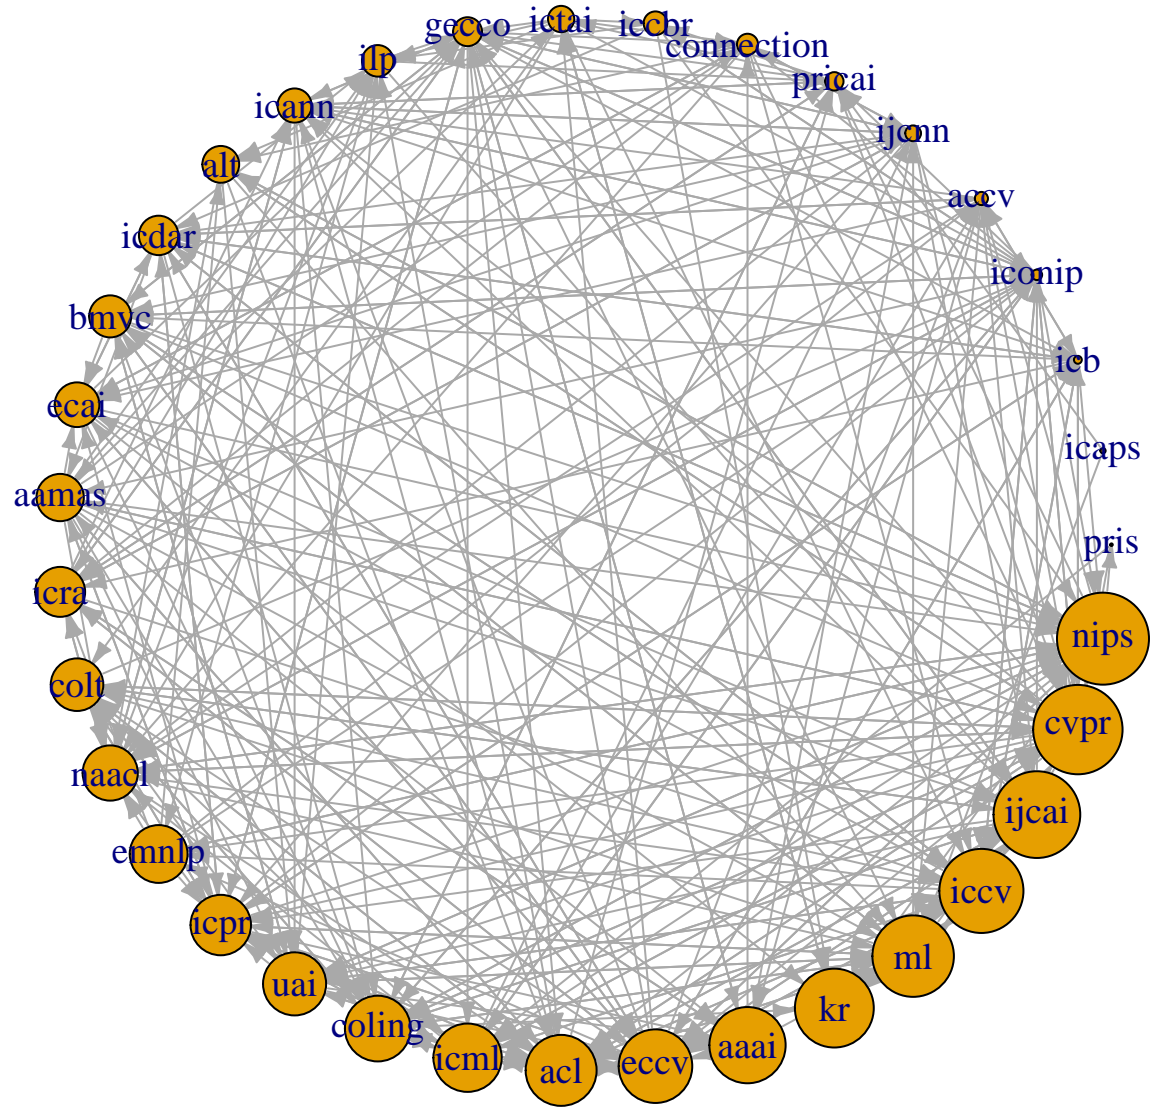 gecco
ictai
iccbr
connection
ilp
pricai
icann
ijcnn
alt
accv
icdar
iconip
bmvc
icb
ecai
icaps
aamas
pris
icra
nips
colt
cvpr
naacl
ijcai
emnlp
iccv
icpr
ml
uai
kr
coling
aaai
icml
eccv
acl